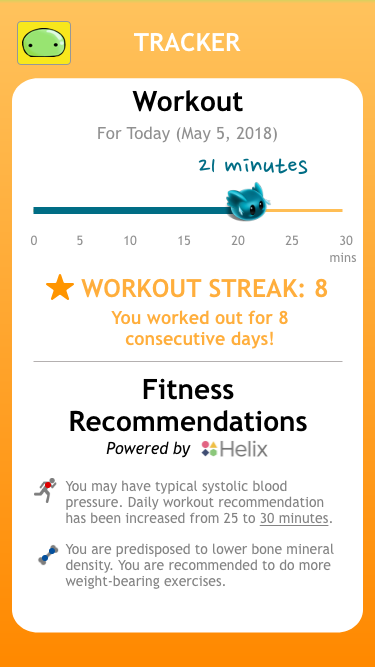 TRACKER
Workout
For Today (May 5, 2018)
21 minutes
0 5 10 15 20 25 30
mins
WORKOUT STREAK: 8
You worked out for 8
consecutive days!
Fitness
Recommendations
Powered by Helix
You may have typical systolic blood
pressure. Daily workout recommendation
has been increased from 25 to 30 minutes.
You are predisposed to lower bone mineral
density. You are recommended to do more
weight-bearing exercises.